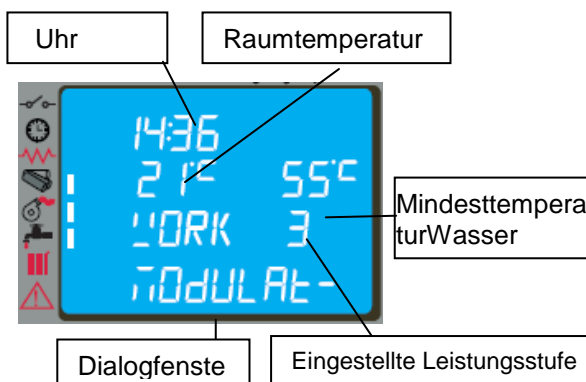 Uhr
Raumtemperatur
14:36
21°C 55°C
WORK 3
MODULAT-
Mindesttempera
turWasser
Dialogfenste
Eingestellte Leistungsstufe